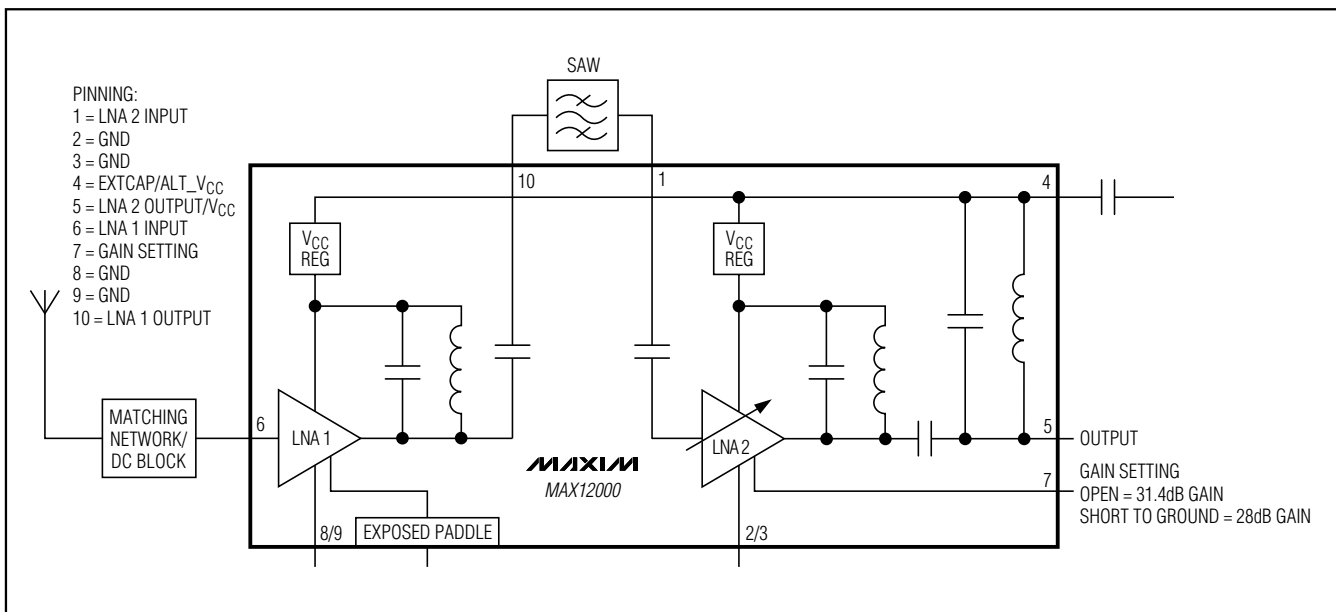 SAW
PINNING:
1 = LNA 2 INPUT
2 = GND
3 = GND
4 = EXTCAP/ALT_VCC
5 = LNA 2 OUTPUT/VCC
6 = LNA 1 INPUT
7 = GAIN SETTING
8 = GND
9 = GND
10 = LNA 1 OUTPUT
10
1
4
VCC
REG
VCC
REG
MATCHING
NETWORK/
DC BLOCK
6
LNA 1
MAXIM
MAX12000
LNA 2
5
OUTPUT
7
GAIN SETTING
OPEN = 31.4dB GAIN
SHORT TO GROUND = 28dB GAIN
8/9
EXPOSED PADDLE
2/3